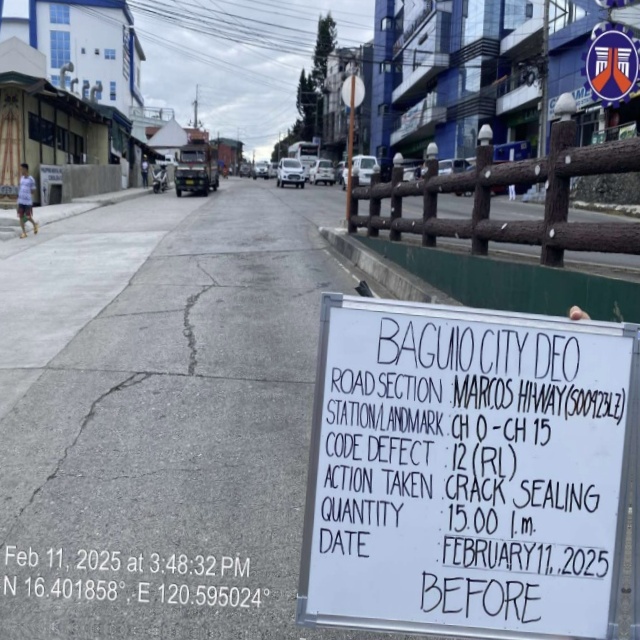 BAGUIO CITY DEO
ROAD SECTION : MARCOS HI-WAY (S00923LZ)
STATION/LANDMARK : CH 0 - CH 15
CODE DEFECT : 12 (RL)
ACTION TAKEN : CRACK SEALING
QUANTITY : 15.00 l.m.
DATE : FEBRUARY 11, 2025
BEFORE
Feb 11, 2025 at 3:48:32 PM
N 16.401858°, E 120.595024°